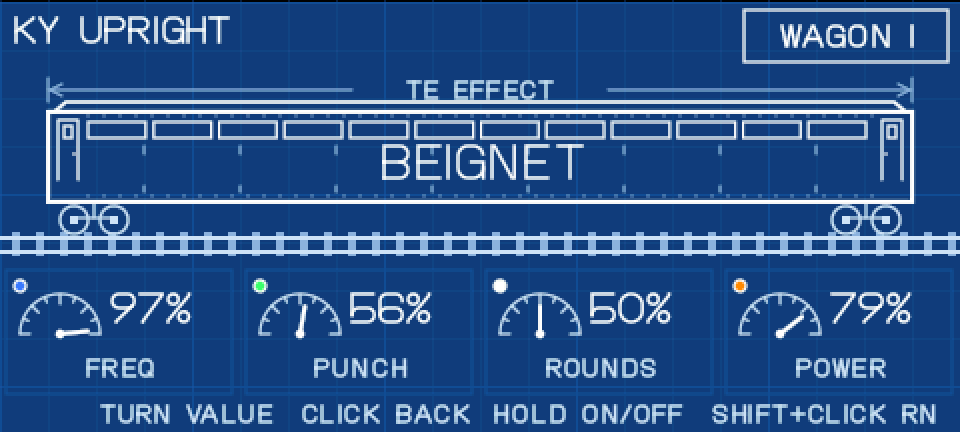 KY UPRIGHT
WAGON I
TE EFFECT
BEIGNET
97% 56% 50% 79%
FREQ PUNCH ROUNDS POWER
TURN VALUE CLICK BACK HOLD ON/OFF SHIFT+CLICK RN